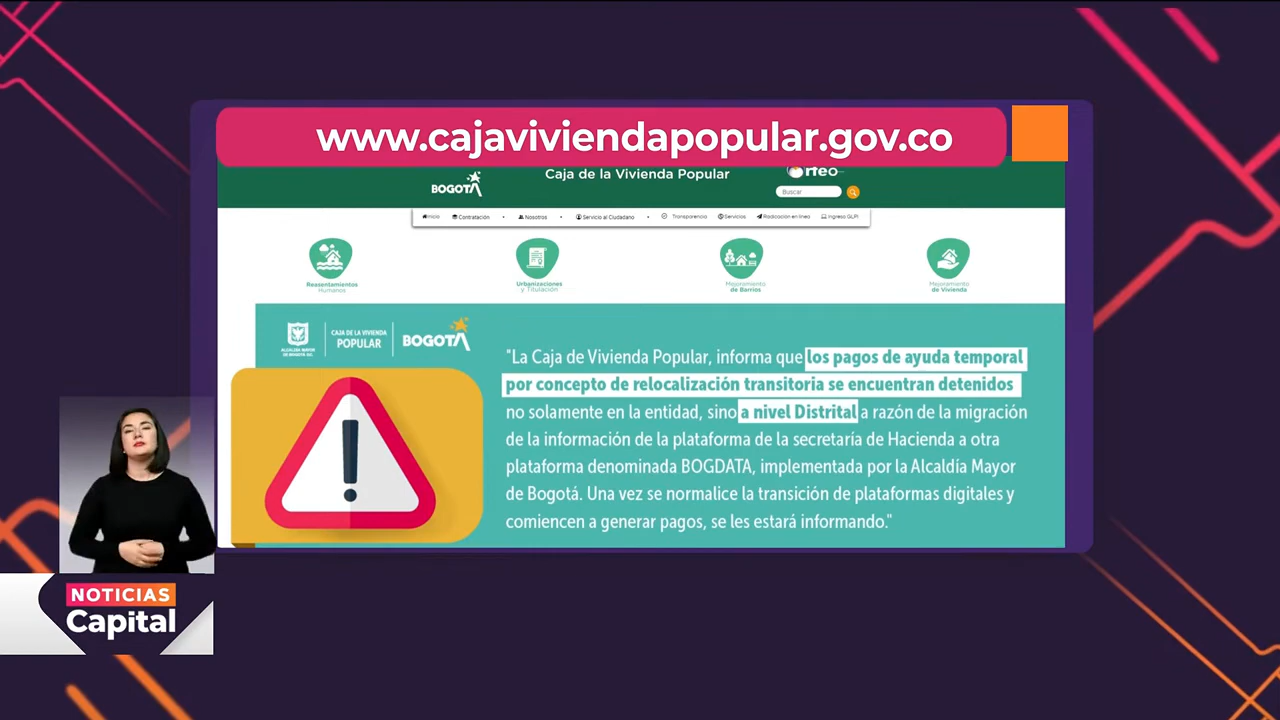 www.cajaviviendapopular.gov.co
BOGOTÁ
Caja de la Vivienda Popular
Orfeo
Buscar
Inicio
Contratación
Nosotros
Servicio al Ciudadano
Transparencia
Servicios
Radicación en línea
Ingreso GLPI
Reasentamientos
Humanos
Urbanizaciones
y Titulación
Mejoramiento
de Barrios
Mejoramiento
de Vivienda
ALCALDÍA MAYOR
DE BOGOTÁ D.C.
CAJA DE LA VIVIENDA
POPULAR
BOGOTÁ
"La Caja de Vivienda Popular, informa que los pagos de ayuda temporal
por concepto de relocalización transitoria se encuentran detenidos
no solamente en la entidad, sino a nivel Distrital a razón de la migración
de la información de la plataforma de la secretaría de Hacienda a otra
plataforma denominada BOGDATA, implementada por la Alcaldía Mayor
de Bogotá. Una vez se normalice la transición de plataformas digitales y
comiencen a generar pagos, se les estará informando."
NOTICIAS
Capital